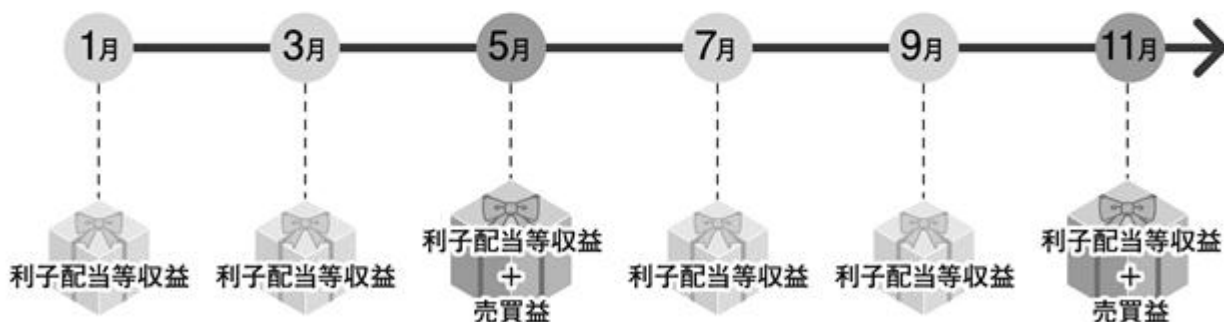 1月 3月 5月 7月 9月 11月
利子配当等収益 利子配当等収益 利子配当等収益 + 売買益 利子配当等収益 利子配当等収益 利子配当等収益 + 売買益